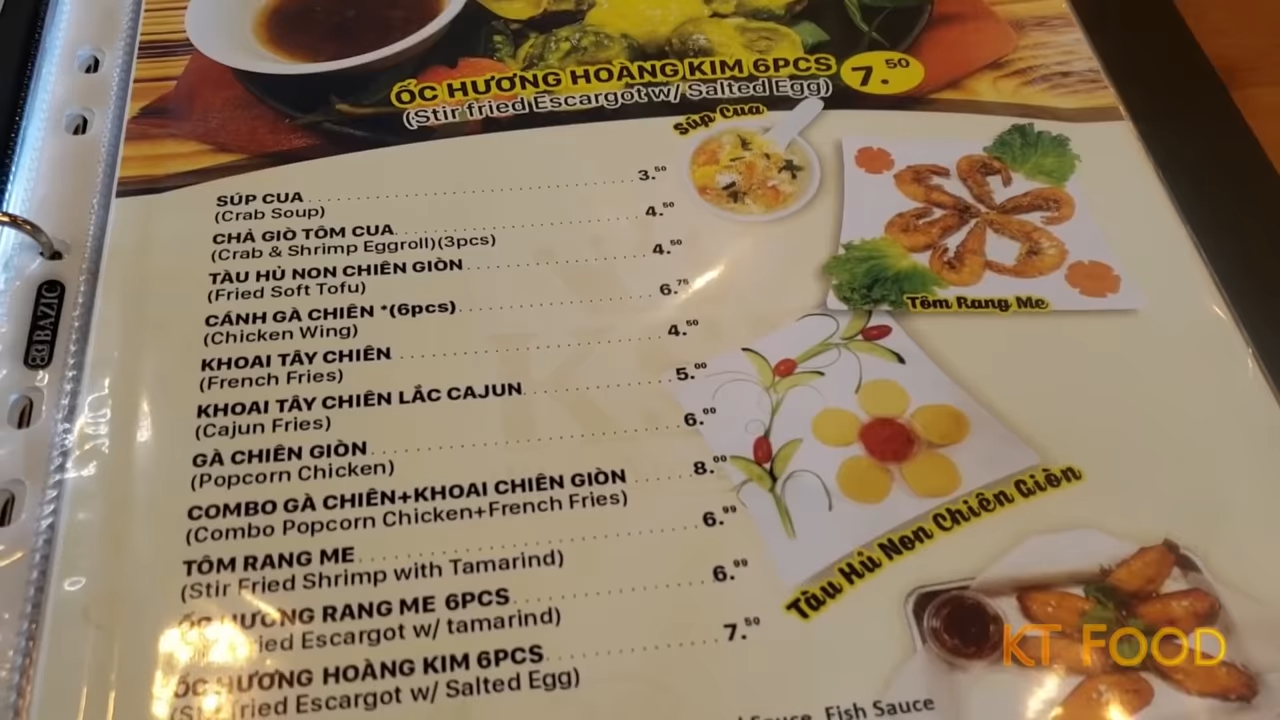 ỐC HƯƠNG HOÀNG KIM 6PCS 7.50
(Stir fried Escargot w/ Salted Egg)
Súp Cua
SÚP CUA 3.50
(Crab Soup)
CHẢ GIÒ TÔM CUA 4.50
(Crab & Shrimp Eggroll)(3pcs)
TÀU HỦ NON CHIÊN GIÒN 4.50
(Fried Soft Tofu)
CÁNH GÀ CHIÊN *(6pcs) 6.75
(Chicken Wing)
KHOAI TÂY CHIÊN 4.50
(French Fries)
KHOAI TÂY CHIÊN LẮC CAJUN 5.00
(Cajun Fries)
GÀ CHIÊN GIÒN 6.00
(Popcorn Chicken)
COMBO GÀ CHIÊN+KHOAI CHIÊN GIÒN 8.00
(Combo Popcorn Chicken+French Fries)
TÔM RANG ME 6.99
(Stir Fried Shrimp with Tamarind)
ỐC HƯƠNG RANG ME 6PCS 6.99
Escargot w/ tamarind)
ỐC HƯƠNG HOÀNG KIM 6PCS 7.50
Escargot w/ Salted Egg)
Tôm Rang Me
Tàu Hủ Non Chiên Giòn
Fish Sauce
BAZIC
KT FOOD